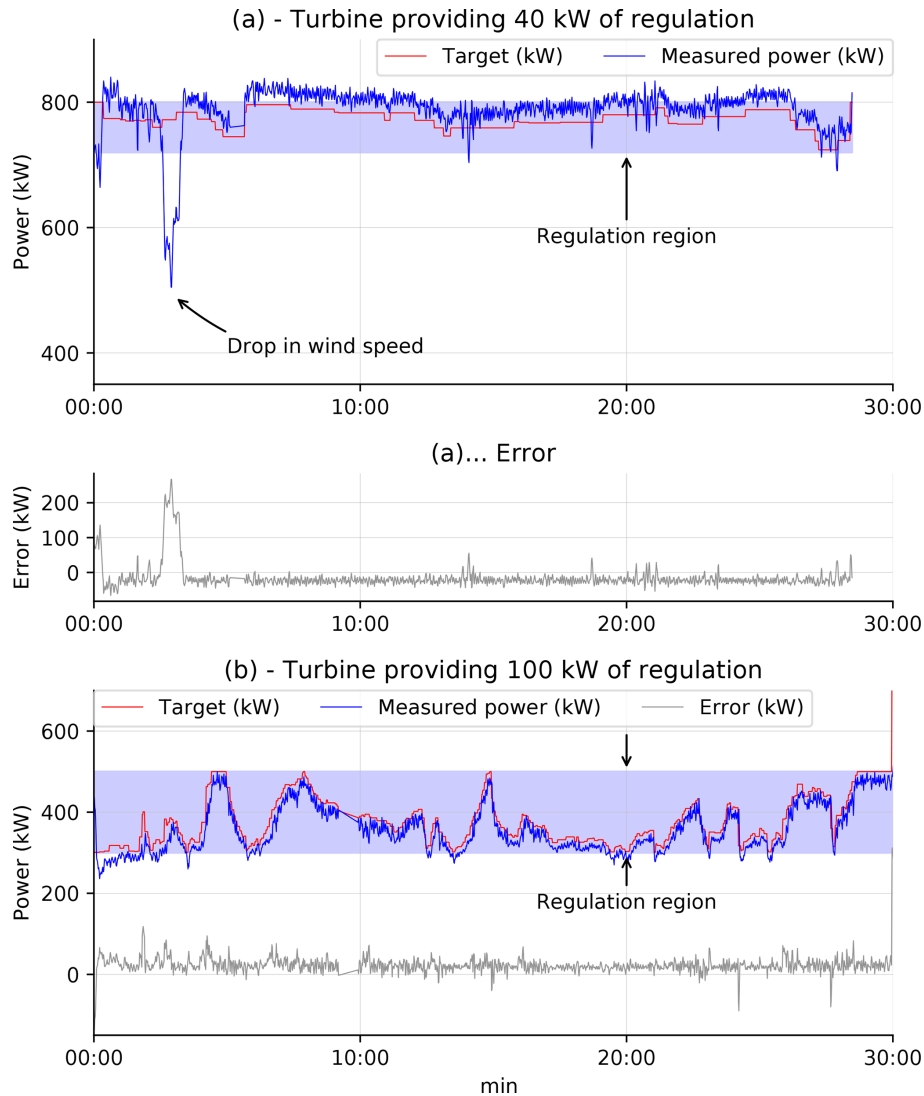 (a) - Turbine providing 40 kW of regulation
Target (kW) Measured power (kW)
800
600
400
Power (kW)
Regulation region
Drop in wind speed
00:00 10:00 20:00 30:00
(a)... Error
200
100
0
Error (kW)
00:00 10:00 20:00 30:00
(b) - Turbine providing 100 kW of regulation
Target (kW) Measured power (kW) Error (kW)
600
400
200
0
Power (kW)
Regulation region
00:00 10:00 20:00 30:00
min